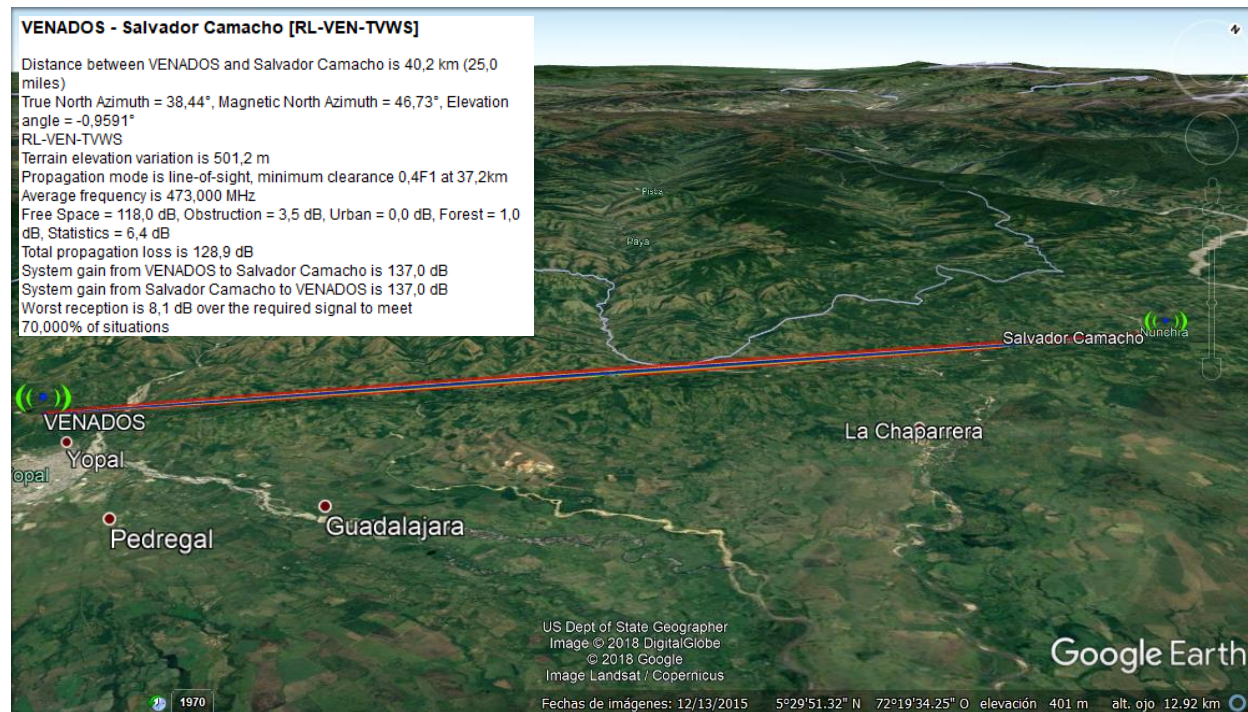 VENADOS - Salvador Camacho [RL-VEN-TVWS]
Distance between VENADOS and Salvador Camacho is 40,2 km (25,0
miles)
True North Azimuth = 38,44°, Magnetic North Azimuth = 46,73°, Elevation
angle = -0,9591°
RL-VEN-TVWS
Terrain elevation variation is 501,2 m
Propagation mode is line-of-sight, minimum clearance 0,4F1 at 37,2km
Average frequency is 473,000 MHz
Free Space = 118,0 dB, Obstruction = 3,5 dB, Urban = 0,0 dB, Forest = 1,0
dB, Statistics = 6,4 dB
Total propagation loss is 128,9 dB
System gain from VENADOS to Salvador Camacho is 137,0 dB
System gain from Salvador Camacho to VENADOS is 137,0 dB
Worst reception is 8,1 dB over the required signal to meet
70,000% of situations
N
Pisba
Paya
Nunchia
Salvador Camacho
VENADOS
La Chaparrera
Yopal
opal
Guadalajara
Pedregal
US Dept of State Geographer
Image © 2018 DigitalGlobe
© 2018 Google
Image Landsat / Copernicus
Google Earth
1970
Fechas de imágenes: 12/13/2015 5°29'51.32" N 72°19'34.25" O elevación 401 m alt. ojo 12.92 km